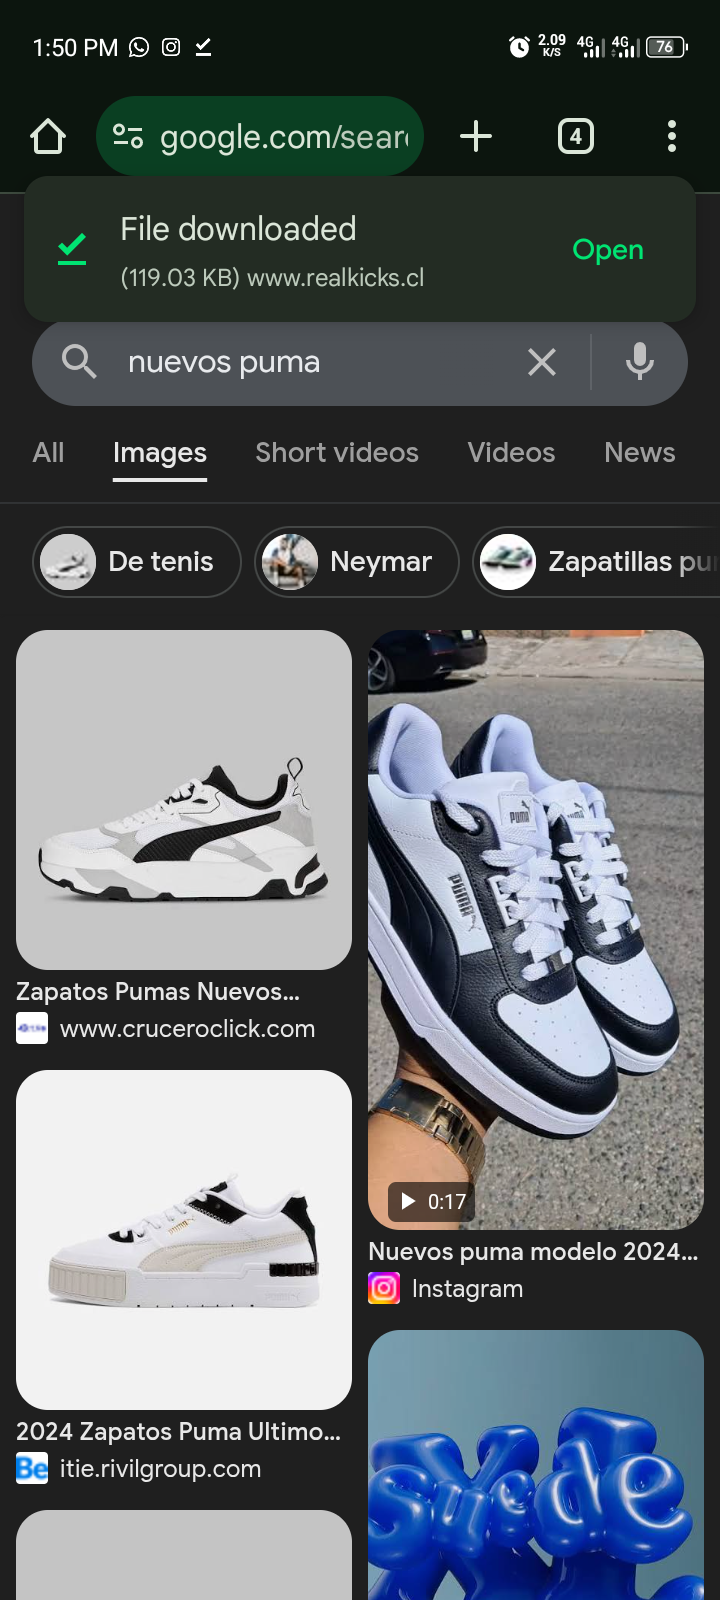 1:50 PM 2.09 K/S 4G 4G 76
google.com/sear
4
File downloaded
(119.03 KB) www.realkicks.cl
Open
nuevos puma
All Images Short videos Videos News
De tenis Neymar Zapatillas pu
PUMA
PUMA
PUMA
Zapatos Pumas Nuevos...
www.cruceroclick.com
0:17
Nuevos puma modelo 2024...
Instagram
2024 Zapatos Puma Ultimo...
Be itie.rivilgroup.com
suede